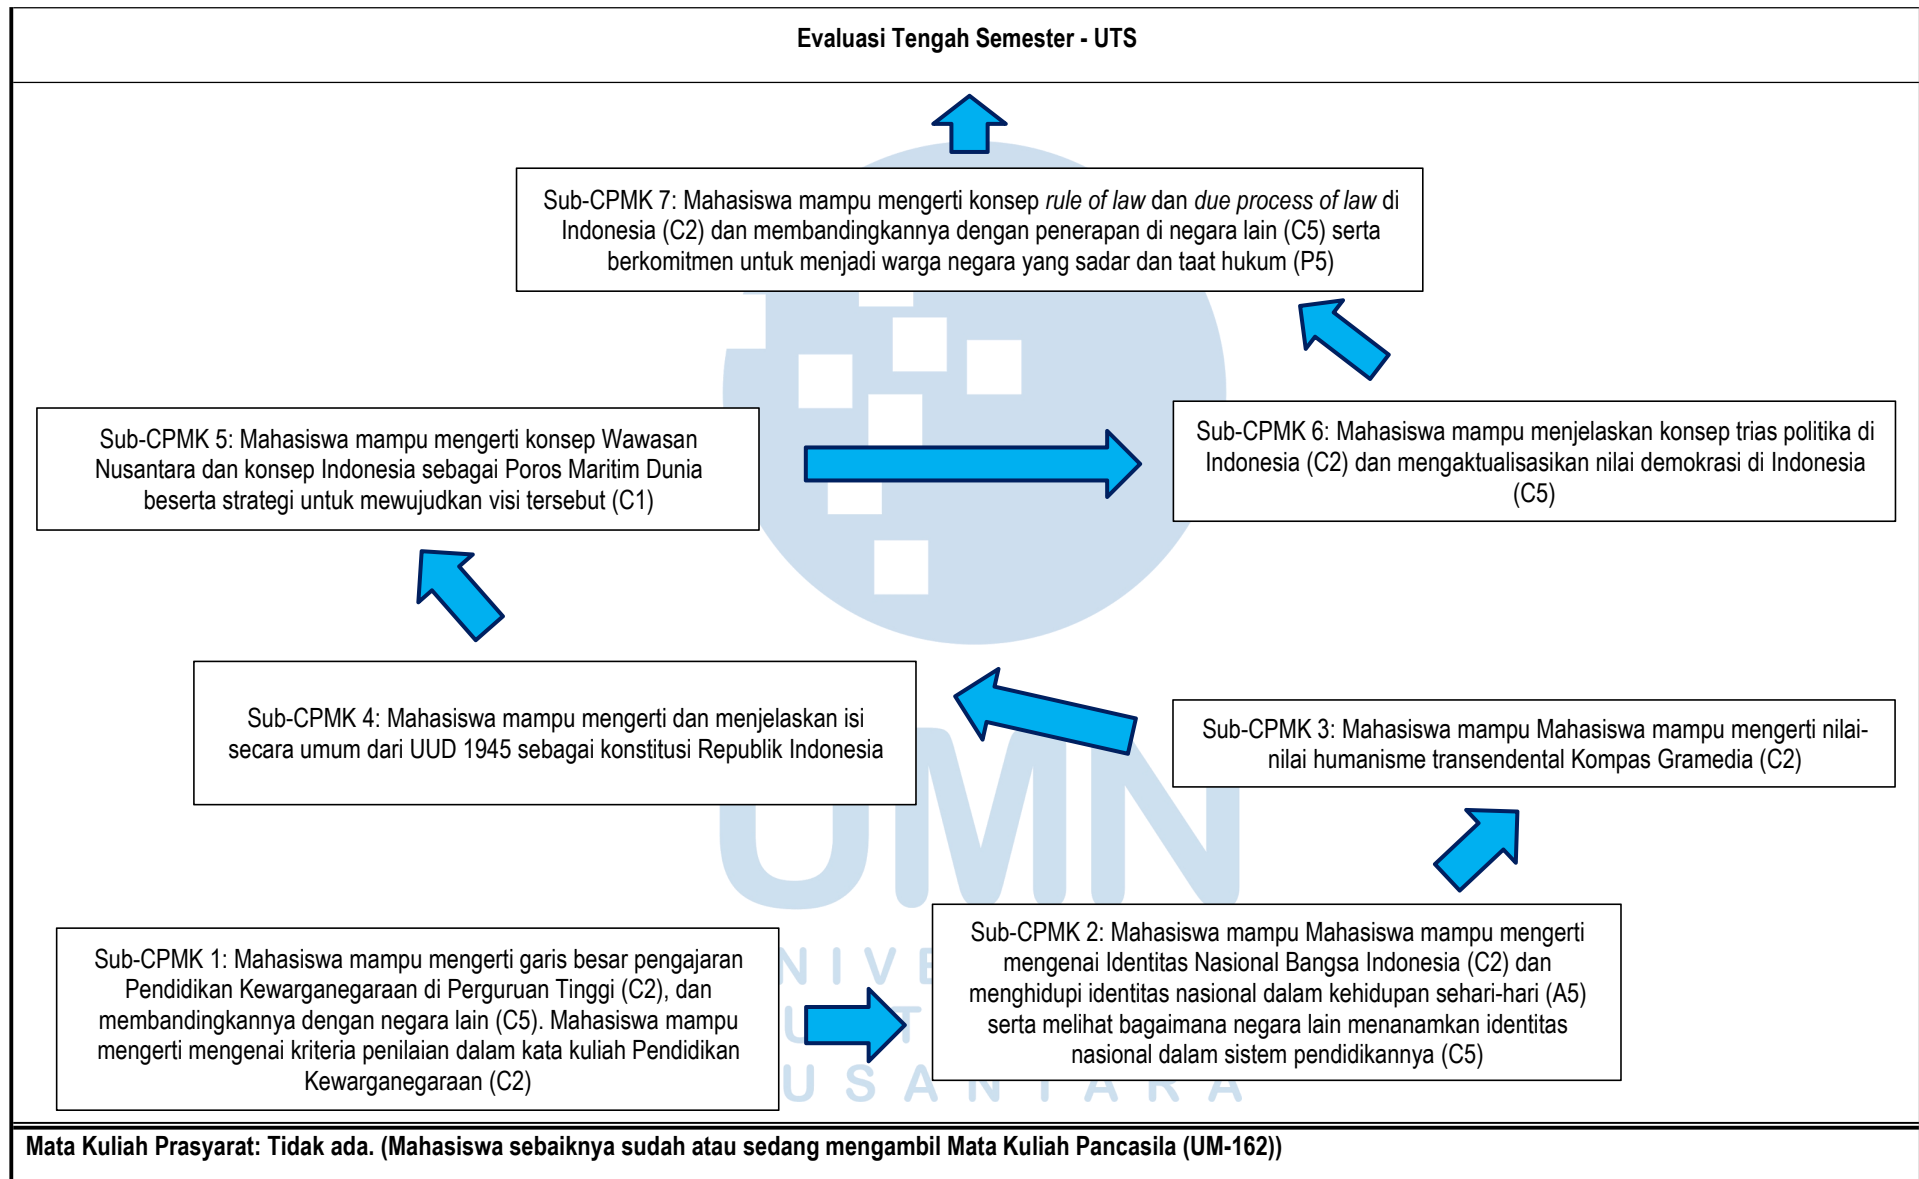 Evaluasi Tengah Semester - UTS
Sub-CPMK 7: Mahasiswa mampu mengerti konsep rule of law dan due process of law di
Indonesia (C2) dan membandingkannya dengan penerapan di negara lain (C5) serta
berkomitmen untuk menjadi warga negara yang sadar dan taat hukum (P5)
Sub-CPMK 5: Mahasiswa mampu mengerti konsep Wawasan
Nusantara dan konsep Indonesia sebagai Poros Maritim Dunia
beserta strategi untuk mewujudkan visi tersebut (C1)
Sub-CPMK 6: Mahasiswa mampu menjelaskan konsep trias politika di
Indonesia (C2) dan mengaktualisasikan nilai demokrasi di Indonesia
(C5)
Sub-CPMK 4: Mahasiswa mampu mengerti dan menjelaskan isi
secara umum dari UUD 1945 sebagai konstitusi Republik Indonesia
Sub-CPMK 3: Mahasiswa mampu Mahasiswa mampu mengerti nilai-
nilai humanisme transendental Kompas Gramedia (C2)
UMN
Sub-CPMK 1: Mahasiswa mampu mengerti garis besar pengajaran
Pendidikan Kewarganegaraan di Perguruan Tinggi (C2), dan
membandingkannya dengan negara lain (C5). Mahasiswa mampu
mengerti mengenai kriteria penilaian dalam kata kuliah Pendidikan
Kewarganegaraan (C2)
Sub-CPMK 2: Mahasiswa mampu Mahasiswa mampu mengerti
mengenai Identitas Nasional Bangsa Indonesia (C2) dan
menghidupi identitas nasional dalam kehidupan sehari-hari (A5)
serta melihat bagaimana negara lain menanamkan identitas
nasional dalam sistem pendidikannya (C5)
NUSANTARA
Mata Kuliah Prasyarat: Tidak ada. (Mahasiswa sebaiknya sudah atau sedang mengambil Mata Kuliah Pancasila (UM-162))